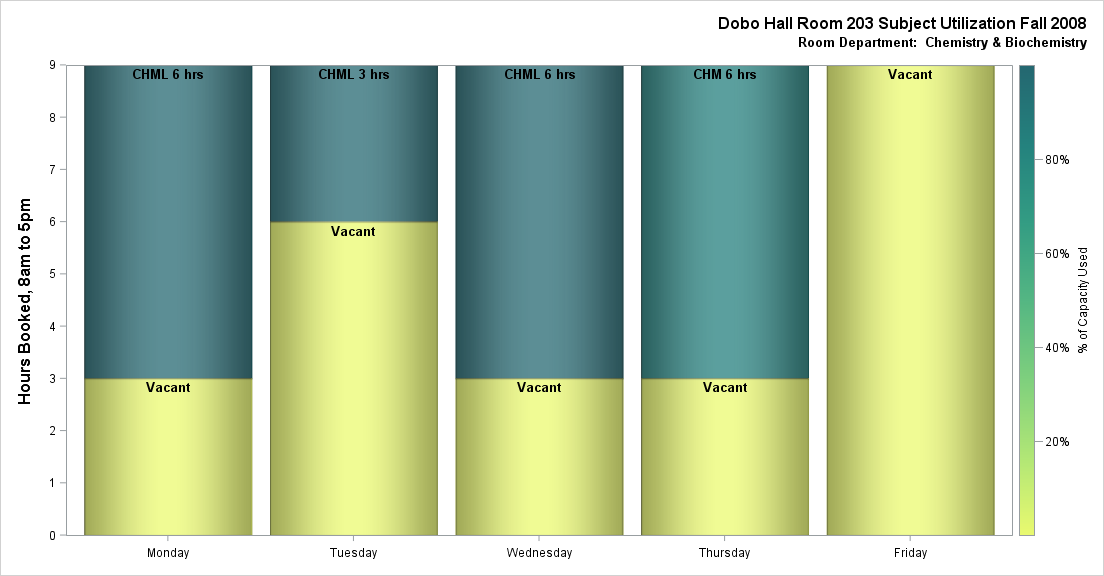 Dobo Hall Room 203 Subject Utilization Fall 2008
Room Department:  Chemistry & Biochemistry
Hours Booked, 8am to 5pm
9
8
7
6
5
4
3
2
1
0
CHML 6 hrs
Vacant
CHML 3 hrs
Vacant
CHML 6 hrs
Vacant
CHM 6 hrs
Vacant
Vacant
Monday
Tuesday
Wednesday
Thursday
Friday
80%
60%
40%
20%
% of Capacity Used